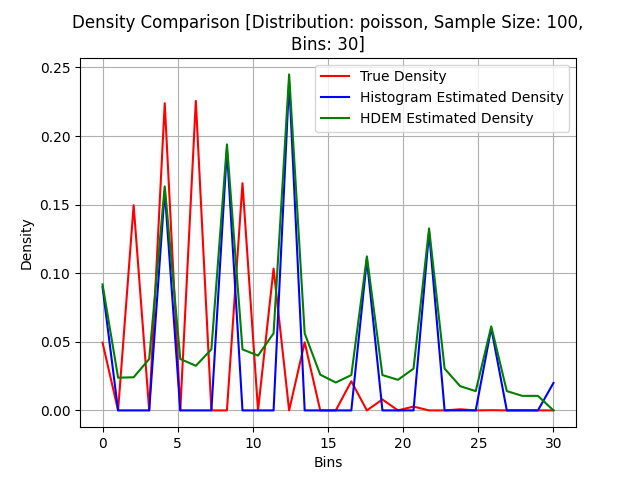 Density Comparison [Distribution: poisson, Sample Size: 100,
Bins: 30]
True Density
Histogram Estimated Density
HDEM Estimated Density
Density
0.25
0.20
0.15
0.10
0.05
0.00
0 5 10 15 20 25 30
Bins